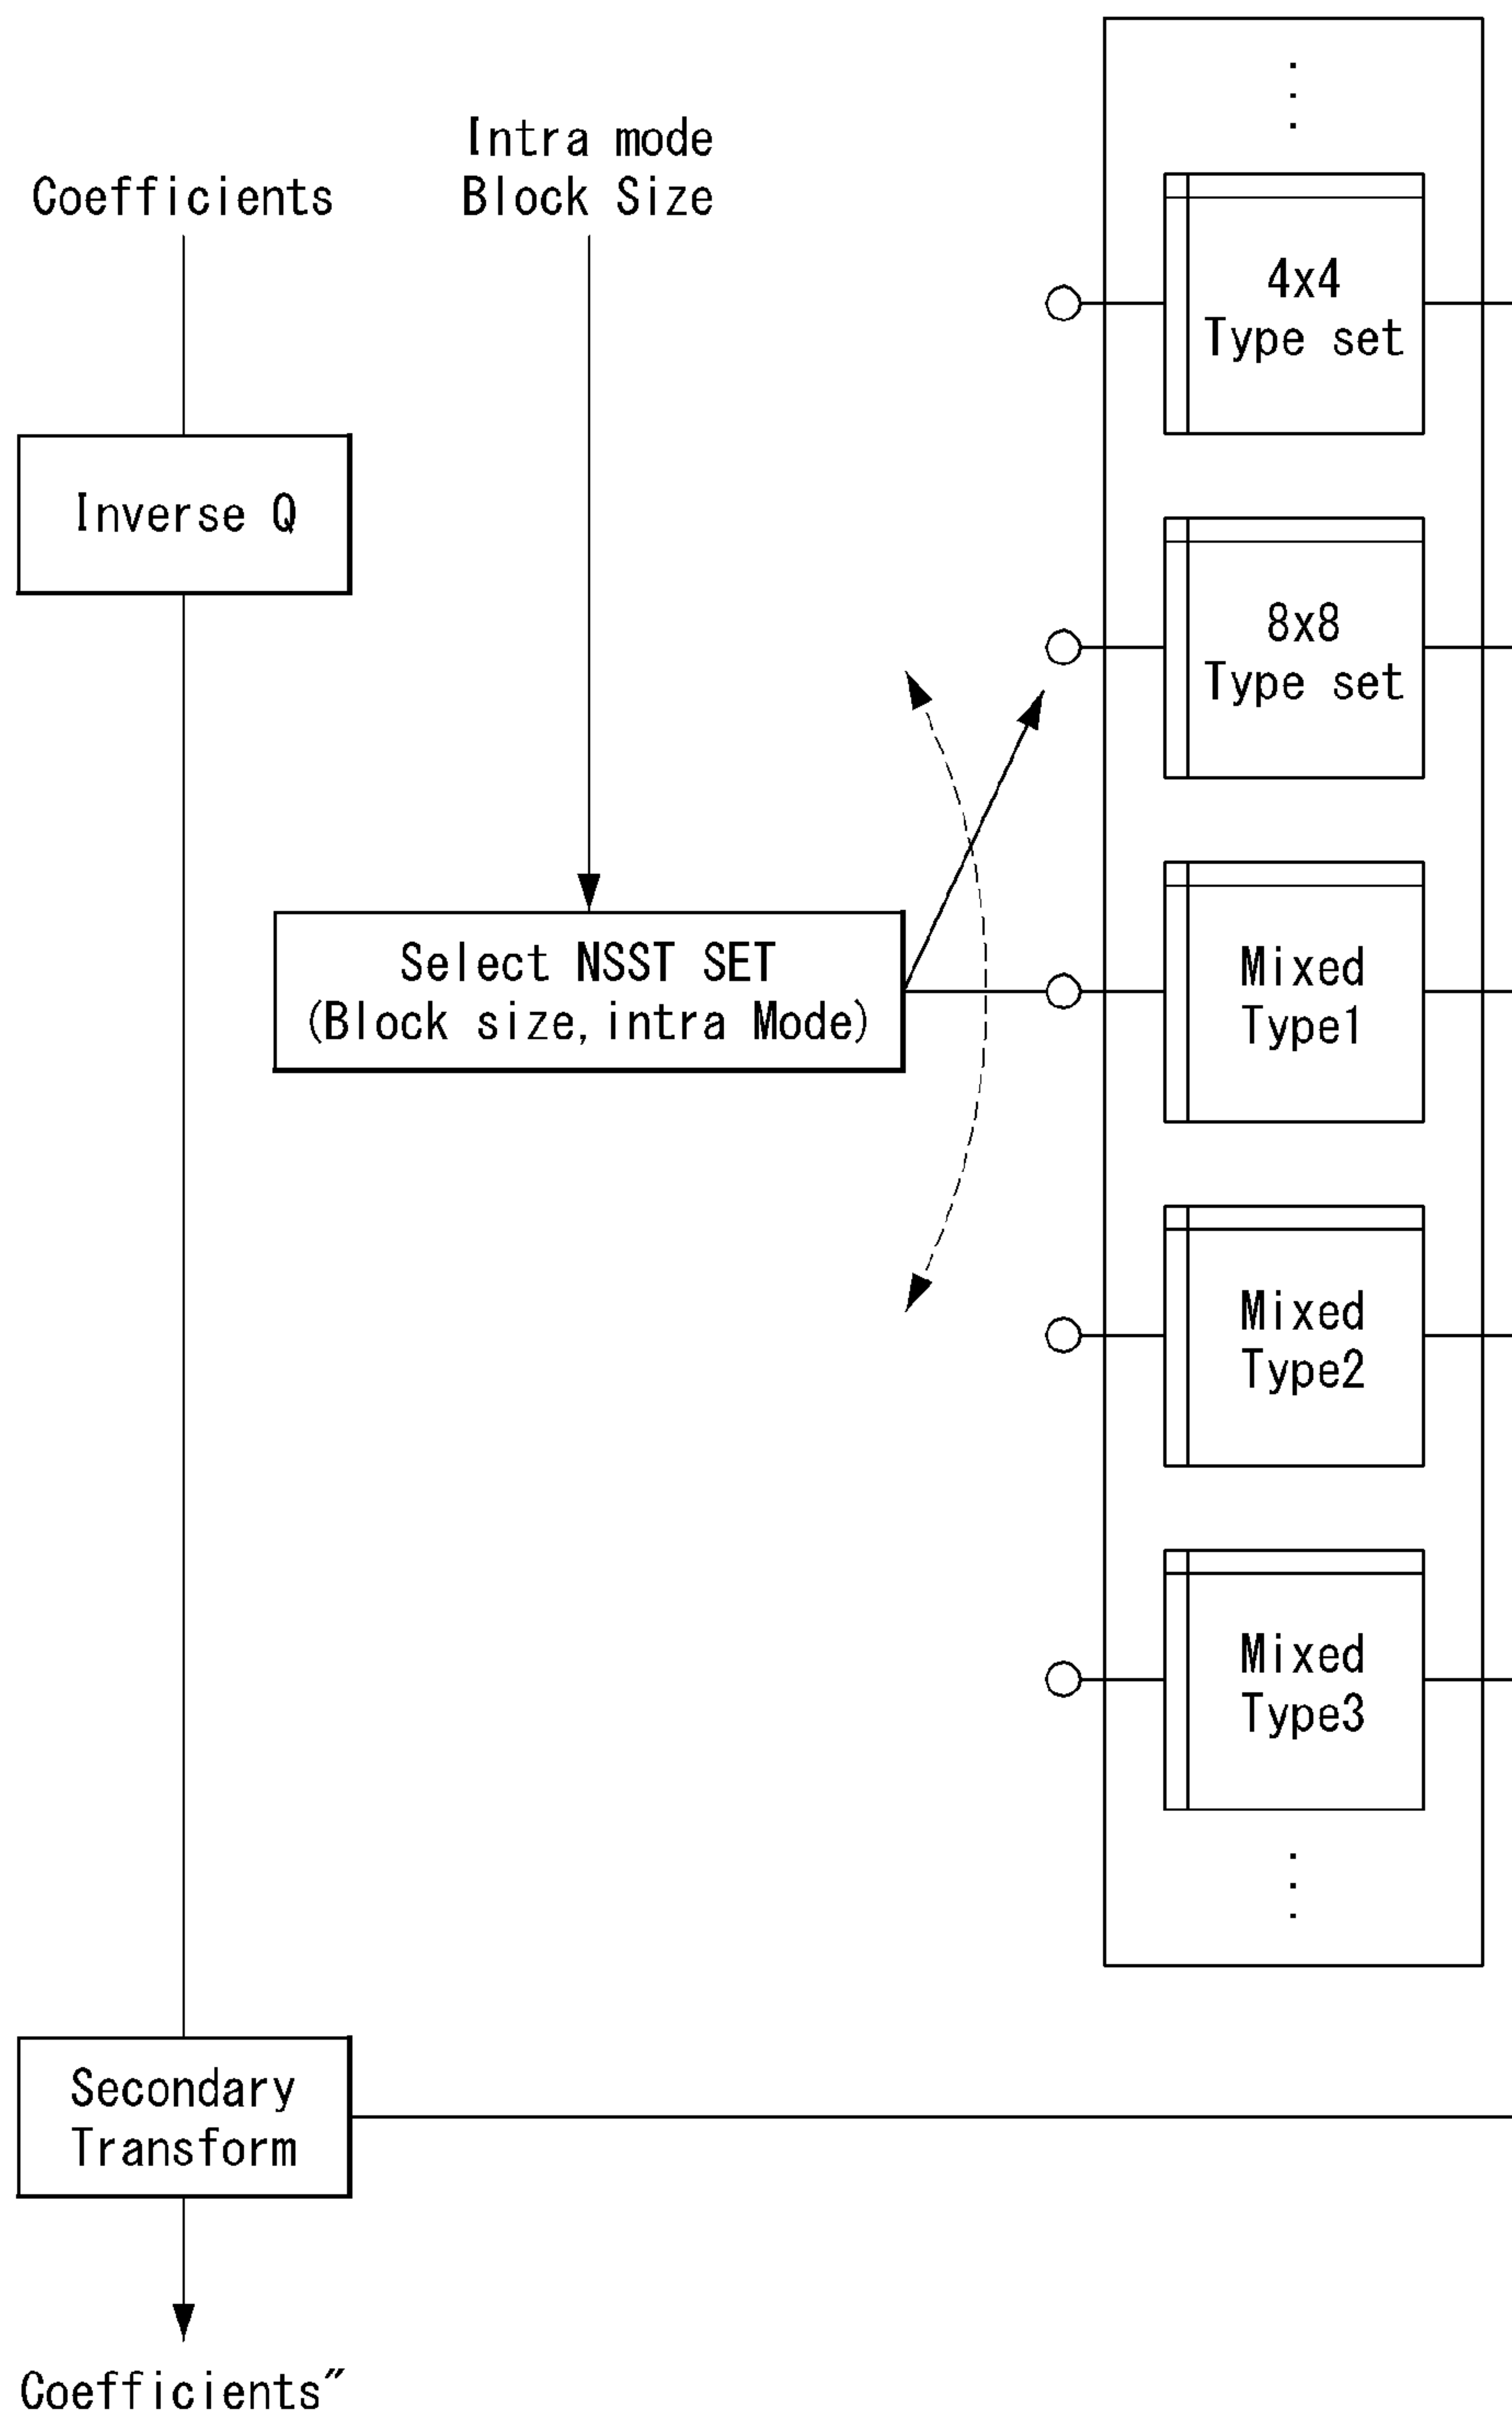 Coefficients
Intra mode
Block Size
Inverse Q
Select NSST SET
(Block size, intra Mode)
4x4
Type set
8x8
Type set
Mixed
Type1
Mixed
Type2
Mixed
Type3
Secondary
Transform
Coefficients"